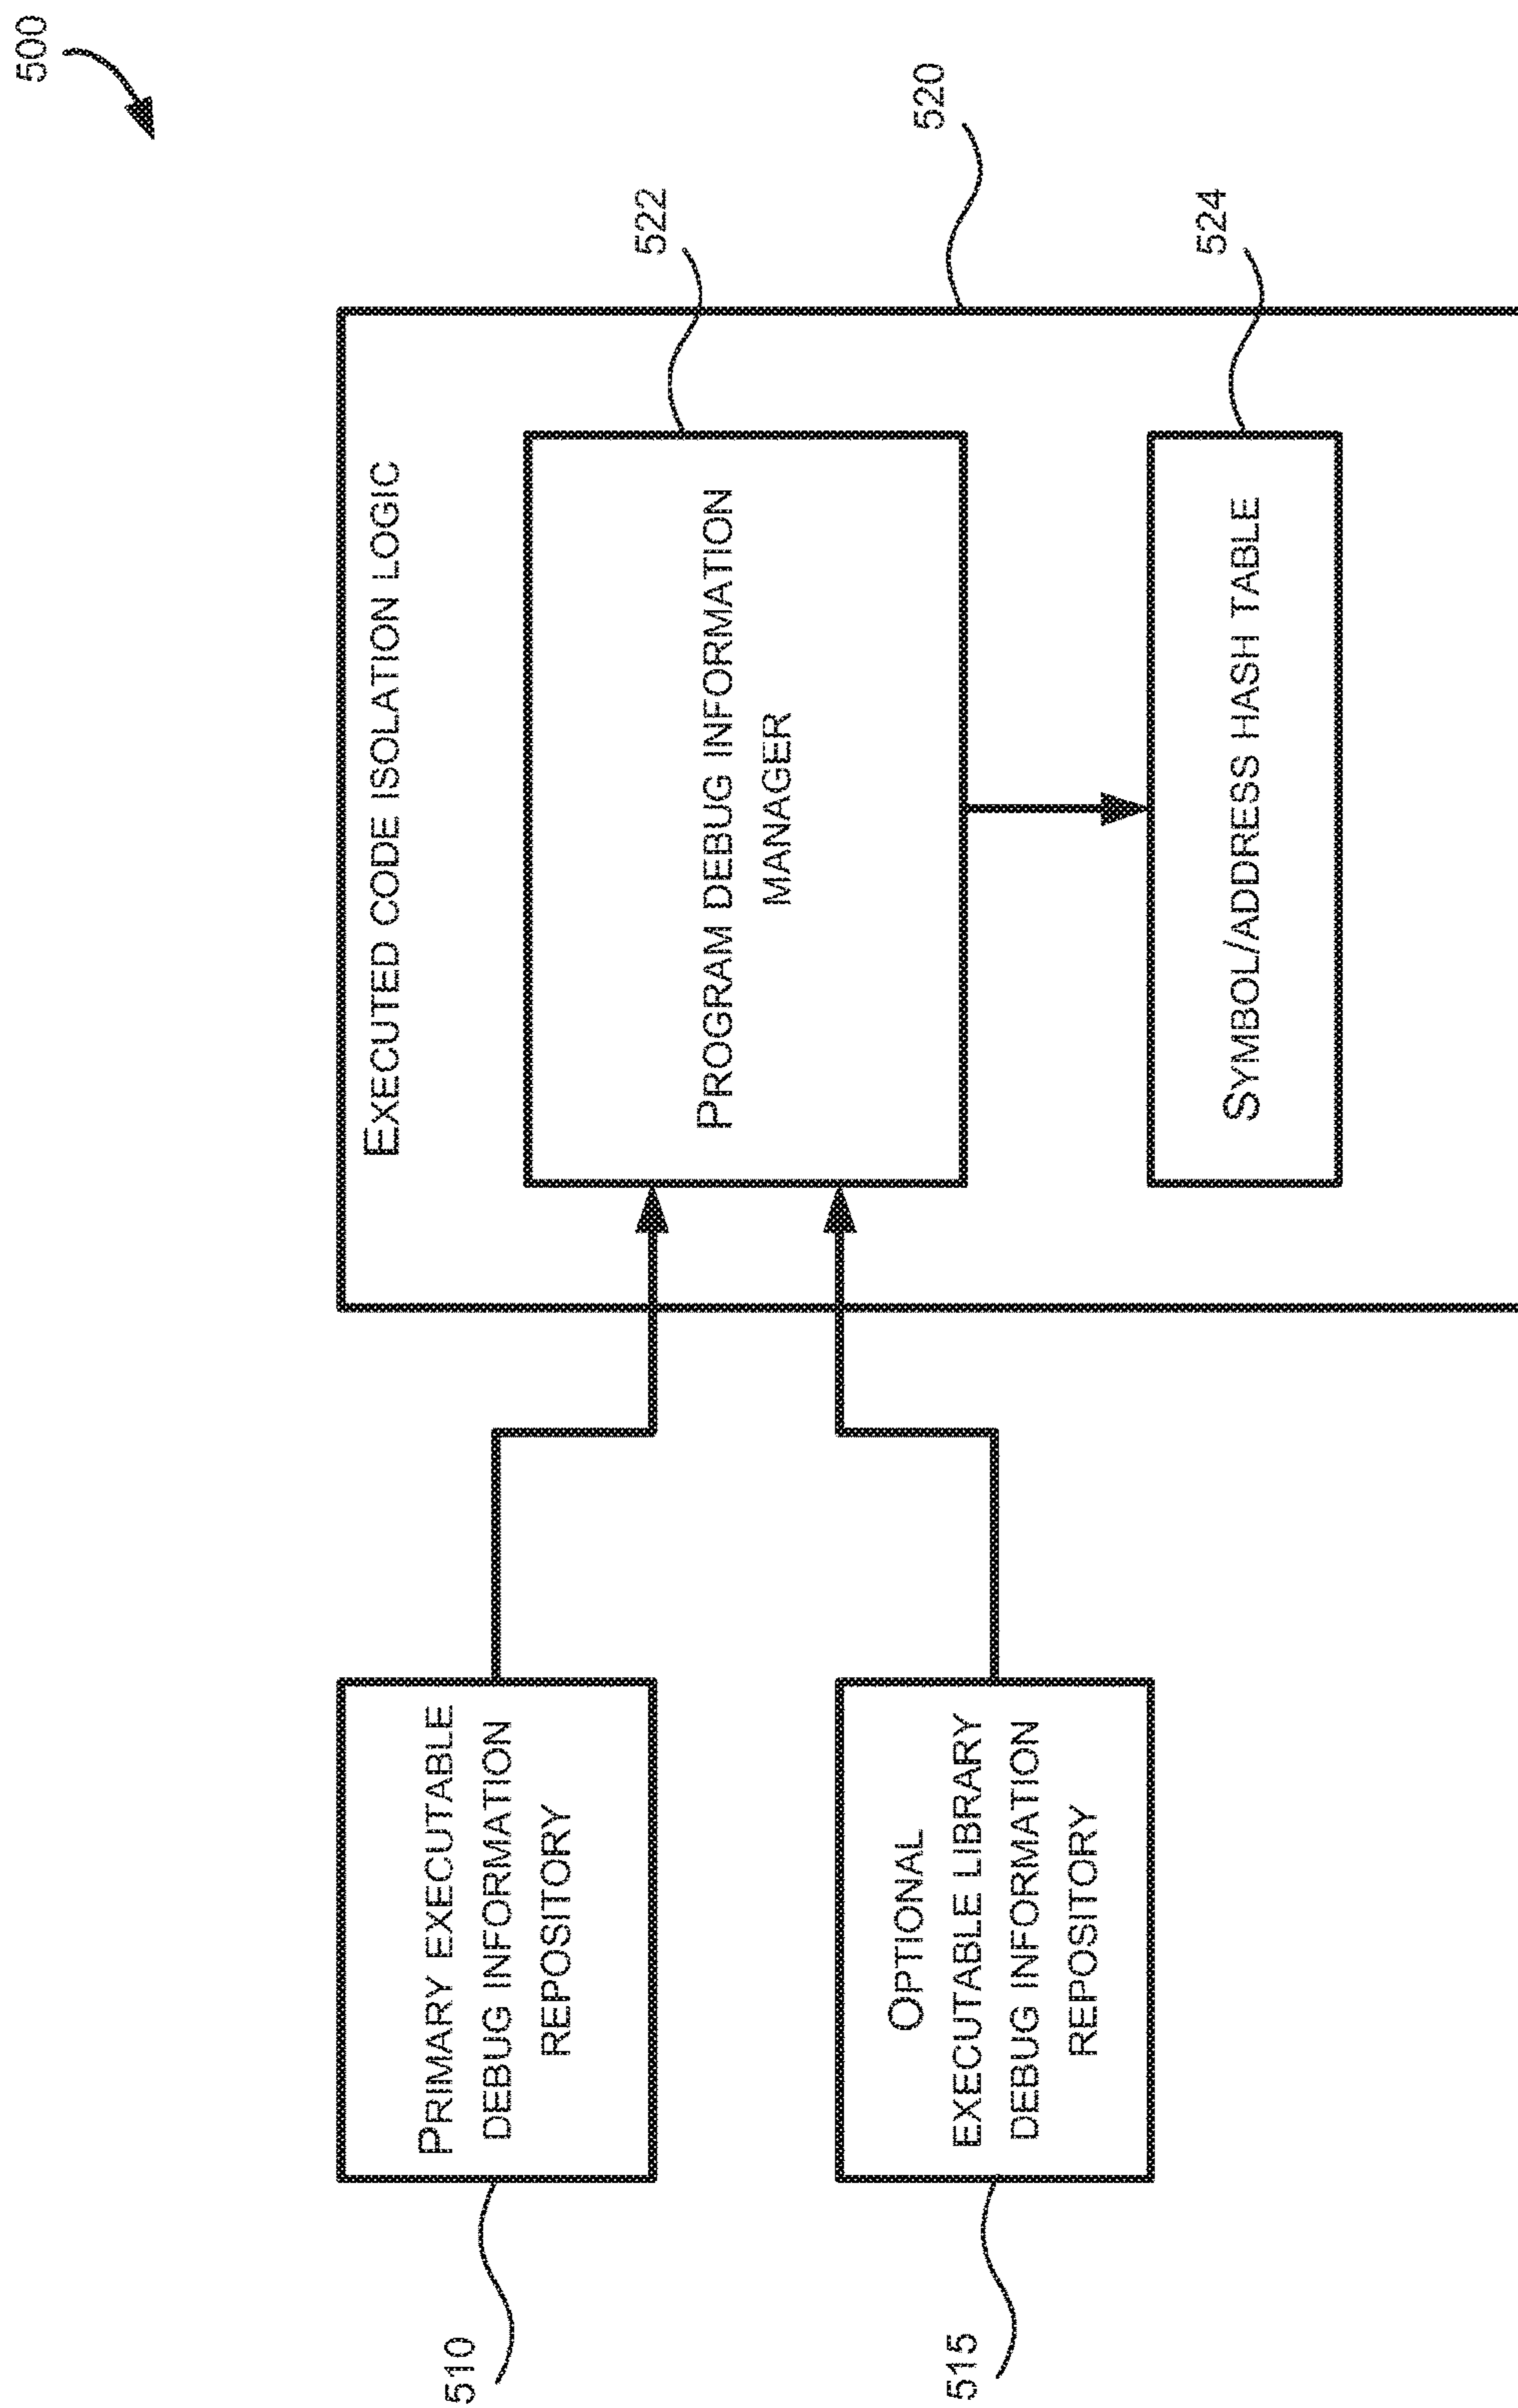 500
520
EXECUTED CODE ISOLATION LOGIC
522
PROGRAM DEBUG INFORMATION
MANAGER
524
SYMBOL/ADDRESS HASH TABLE
510
PRIMARY EXECUTABLE
DEBUG INFORMATION
REPOSITORY
515
OPTIONAL
EXECUTABLE LIBRARY
DEBUG INFORMATION
REPOSITORY